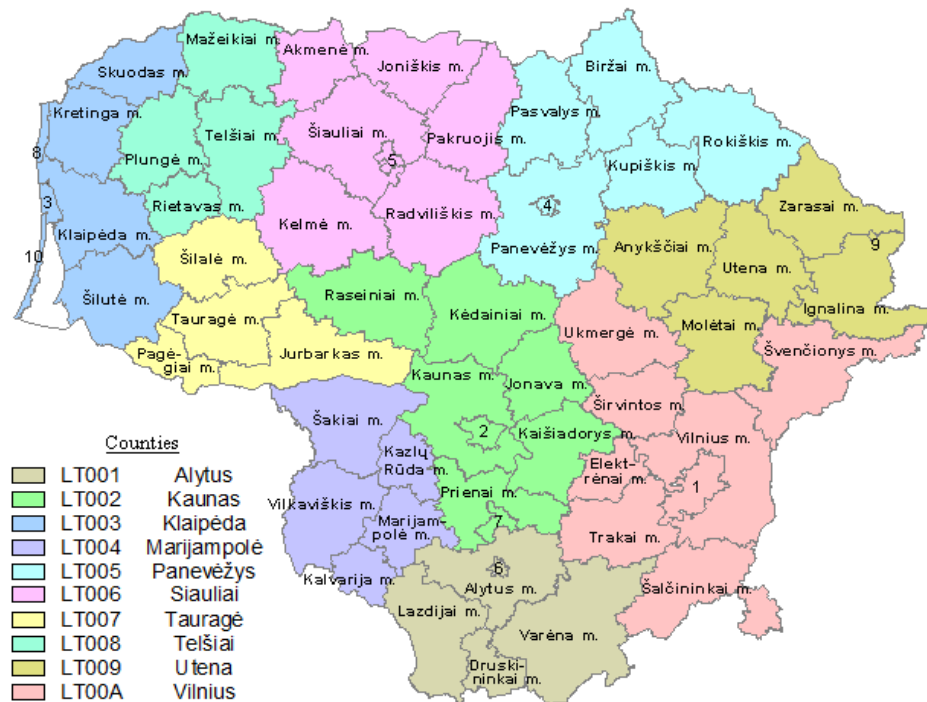 Mažeikiai m.
Akmenė m.
Joniškis m.
Biržai m.
Skuodas m.
Kretinga m.
Pasvalys m.
Šiauliai m.
Pakruojis m.
Telšiai m.
Plungė m.
Rokiškis m.
Kupiškis m.
8
5
Rietavas m.
3
Klaipėda m.
Kelmė m.
Radviliškis m.
4
Zarasai m.
Panevėžys m.
Anykščiai m.
9
10
Šilalė m.
Utena m.
Šilutė m.
Raseiniai m.
Kėdainiai m.
Ignalina m.
Tauragė m.
Ukmergė m.
Molėtai m.
Švenčionys m.
Pagė-
giai m.
Jurbarkas m.
Kaunas m.
Jonava m.
Šakiai m.
Širvintos m.
2
Kaišiadorys m.
Vilnius m.
Kazlų
Rūda m.
Elekt-
rėnai m.
1
Vilkaviškis m.
Prienai m.
Marijam-
polė m.
7
Trakai m.
Kalvarija m.
6
Alytus m.
Šalčininkai m.
Lazdijai m.
Varėna m.
Druski-
ninkai m.
Counties
LT001 Alytus
LT002 Kaunas
LT003 Klaipėda
LT004 Marijampolė
LT005 Panevėžys
LT006 Siauliai
LT007 Tauragė
LT008 Telšiai
LT009 Utena
LT00A Vilnius